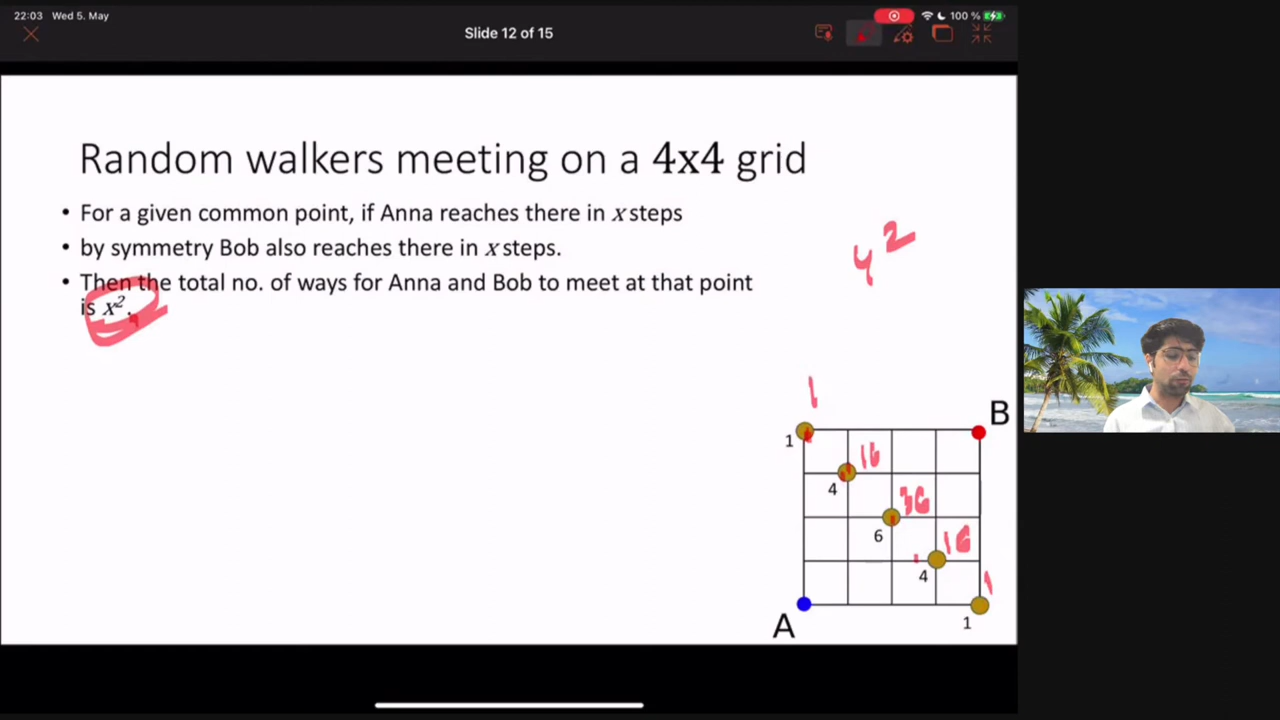 22:03 Wed 5. May
100 %
Slide 12 of 15
Random walkers meeting on a 4x4 grid
• For a given common point, if Anna reaches there in x steps
• by symmetry Bob also reaches there in x steps.
• Then the total no. of ways for Anna and Bob to meet at that point
is x².
4²
1
B
1
16
4
36
6
16
4
1
A
1